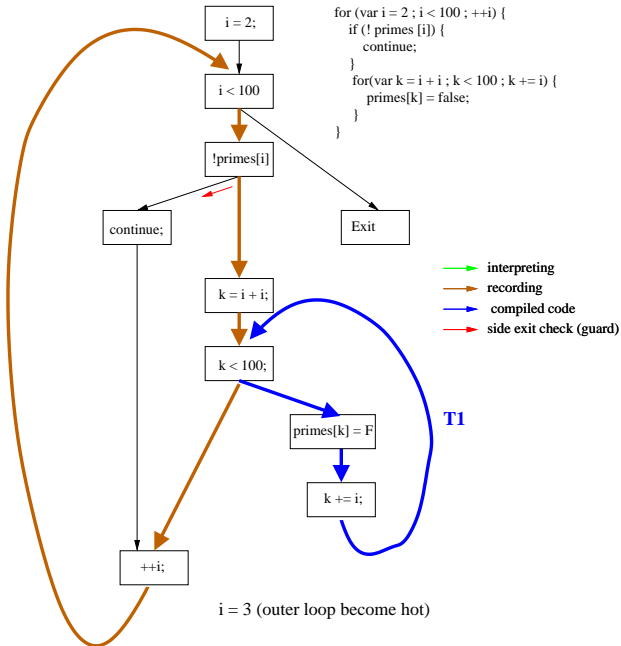 i = 2;
for (var i = 2 ; i < 100 ; ++i) {
if (! primes [i]) {
continue;
}
for(var k = i + i ; k < 100 ; k += i) {
primes[k] = false;
}
}
i < 100
!primes[i]
continue;
Exit
interpreting
recording
compiled code
side exit check (guard)
k = i + i;
k < 100;
T1
primes[k] = F
k += i;
++i;
i = 3 (outer loop become hot)